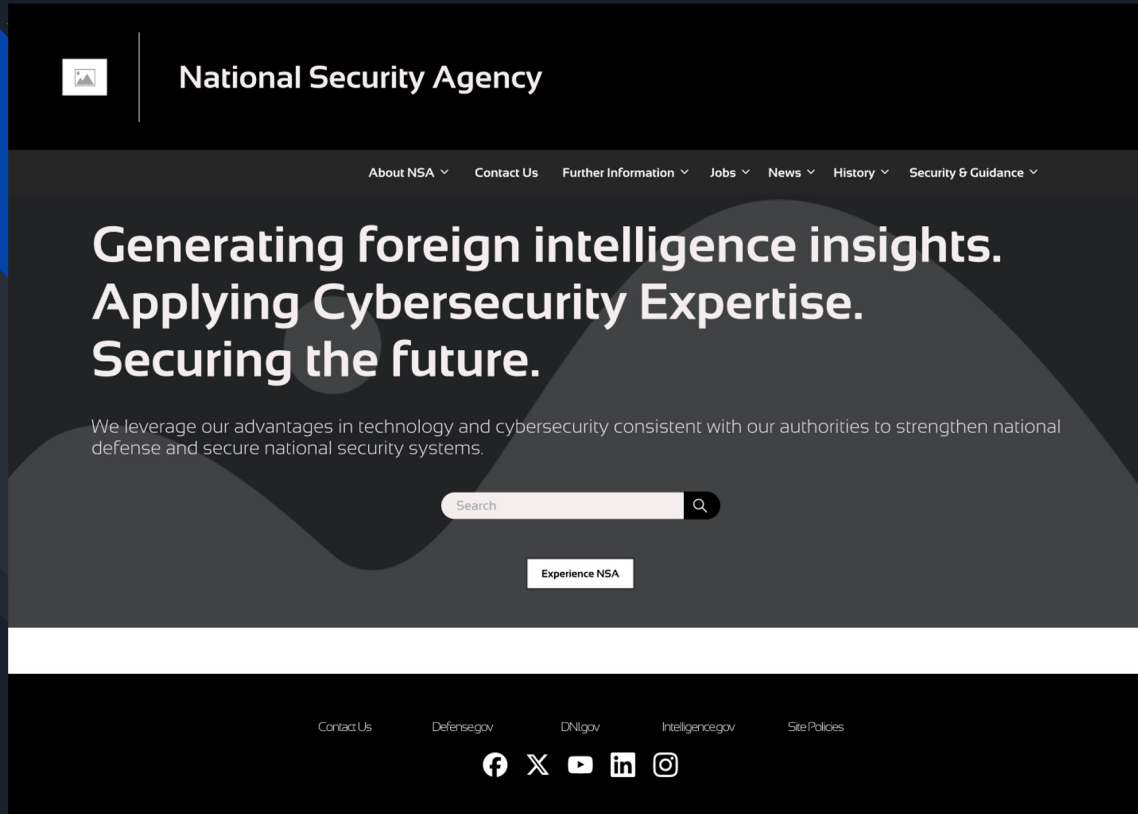 National Security Agency
About NSA Contact Us Further Information Jobs News History Security & Guidance
Generating foreign intelligence insights.
Applying Cybersecurity Expertise.
Securing the future.
We leverage our advantages in technology and cybersecurity consistent with our authorities to strengthen national
defense and secure national security systems.
Search
Experience NSA
Contact Us Defense.gov DNI.gov Intelligence.gov Site Policies